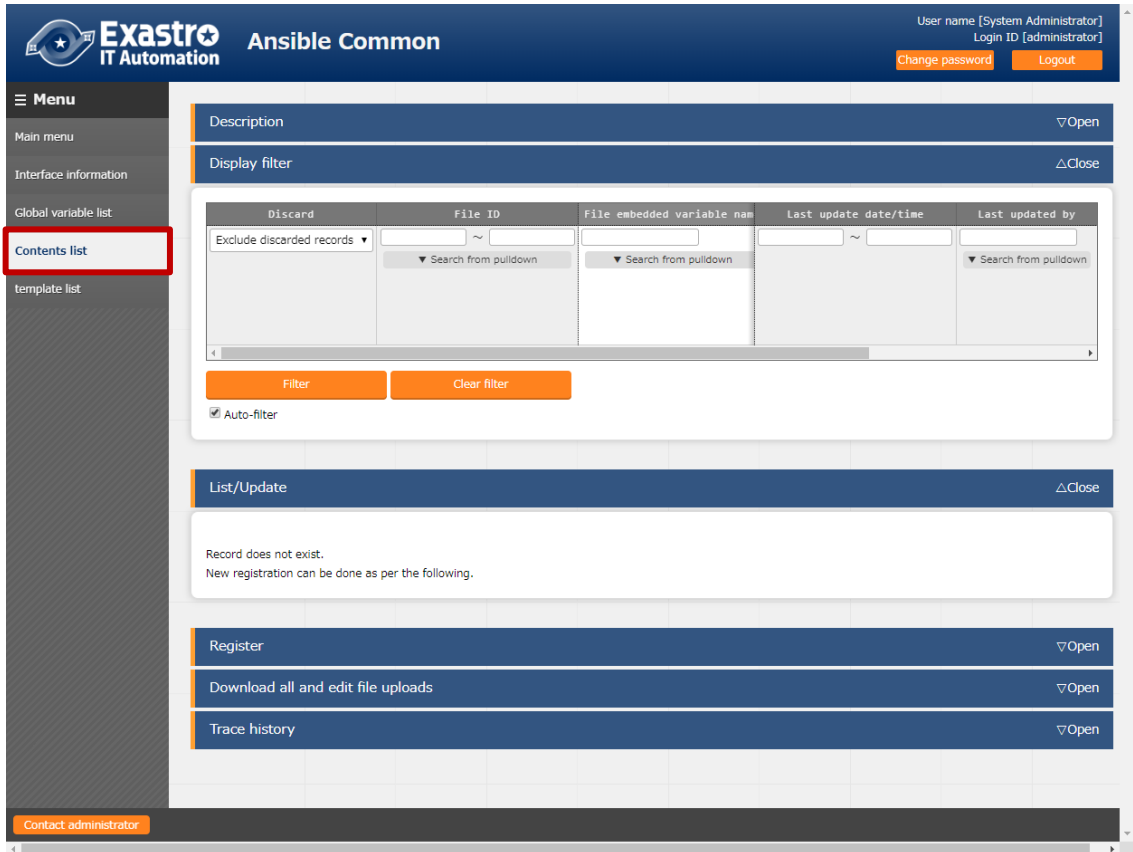 Exastro
IT Automation
Ansible Common
User name [System Administrator]
Login ID [administrator]
Change password
Logout
Menu
Main menu
Interface information
Global variable list
Contents list
template list
Description
▽Open
Display filter
△Close
Discard
File ID
File embedded variable nam
Last update date/time
Last updated by
Exclude discarded records ▼
~
~
▼ Search from pulldown
▼ Search from pulldown
▼ Search from pulldown
Filter
Clear filter
Auto-filter
List/Update
△Close
Record does not exist.
New registration can be done as per the following.
Register
▽Open
Download all and edit file uploads
▽Open
Trace history
▽Open
Contact administrator